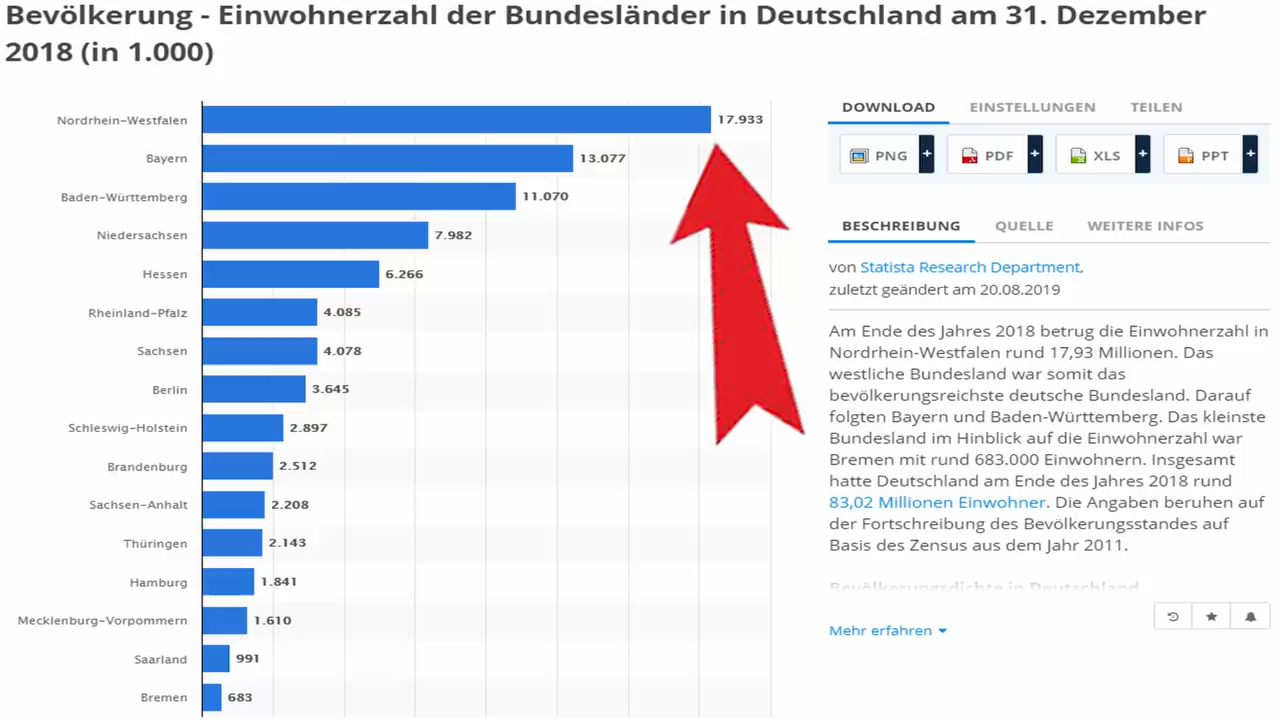 Bevölkerung - Einwohnerzahl der Bundesländer in Deutschland am 31. Dezember
2018 (in 1.000)
Nordrhein-Westfalen 17.933
Bayern 13.077
Baden-Württemberg 11.070
Niedersachsen 7.982
Hessen 6.266
Rheinland-Pfalz 4.085
Sachsen 4.078
Berlin 3.645
Schleswig-Holstein 2.897
Brandenburg 2.512
Sachsen-Anhalt 2.208
Thüringen 2.143
Hamburg 1.841
Mecklenburg-Vorpommern 1.610
Saarland 991
Bremen 683
DOWNLOAD EINSTELLUNGEN TEILEN
PNG + PDF + XLS + PPT +
BESCHREIBUNG QUELLE WEITERE INFOS
von Statista Research Department,
zuletzt geändert am 20.08.2019
Am Ende des Jahres 2018 betrug die Einwohnerzahl in
Nordrhein-Westfalen rund 17,93 Millionen. Das
westliche Bundesland war somit das
bevölkerungsreichste deutsche Bundesland. Darauf
folgten Bayern und Baden-Württemberg. Das kleinste
Bundesland im Hinblick auf die Einwohnerzahl war
Bremen mit rund 683.000 Einwohnern. Insgesamt
hatte Deutschland am Ende des Jahres 2018 rund
83,02 Millionen Einwohner. Die Angaben beruhen auf
der Fortschreibung des Bevölkerungsstandes auf
Basis des Zensus aus dem Jahr 2011.
Bevölkerungsdichte in Deutschland
Mehr erfahren